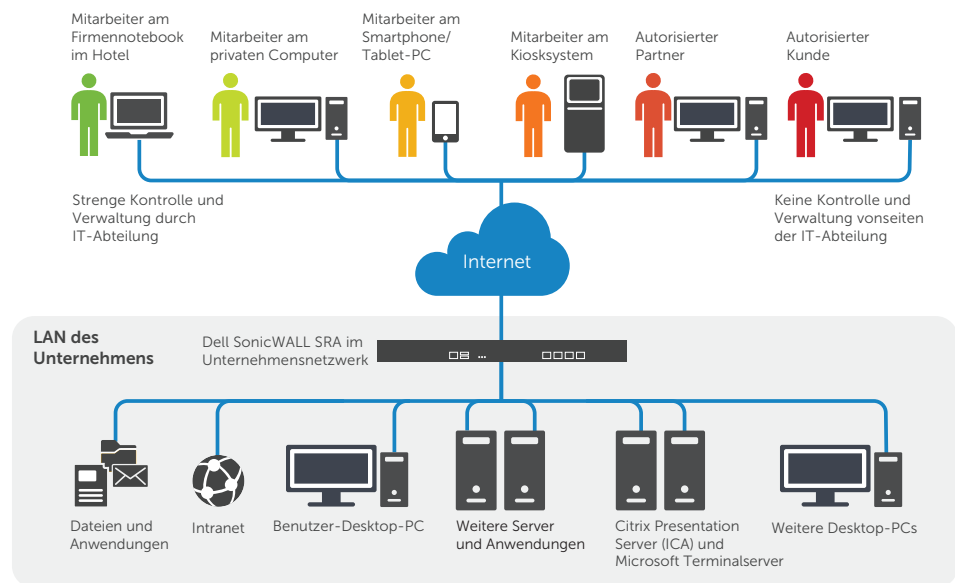 Mitarbeiter am
Firmennotebook
im Hotel
Mitarbeiter am
privaten Computer
Mitarbeiter am
Smartphone/
Tablet-PC
Mitarbeiter am
Kiosksystem
Autorisierter
Partner
Autorisierter
Kunde
Strenge Kontrolle und
Verwaltung durch
IT-Abteilung
Keine Kontrolle und
Verwaltung vonseiten
der IT-Abteilung
Internet
LAN des
Unternehmens
Dell SonicWALL SRA im
Unternehmensnetzwerk
Dateien und
Anwendungen
Intranet
Benutzer-Desktop-PC
Weitere Server
und Anwendungen
Citrix Presentation
Server (ICA) und
Microsoft Terminalserver
Weitere Desktop-PCs